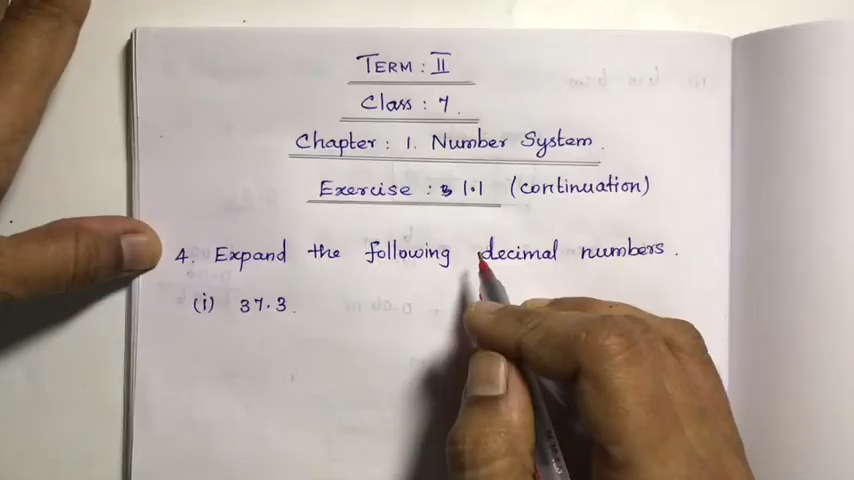 TERM : II
Class : 7.
Chapter : 1. Number System.
Exercise : 1.1 (continuation)
4. Expand the following decimal numbers.
(i) 37.3.